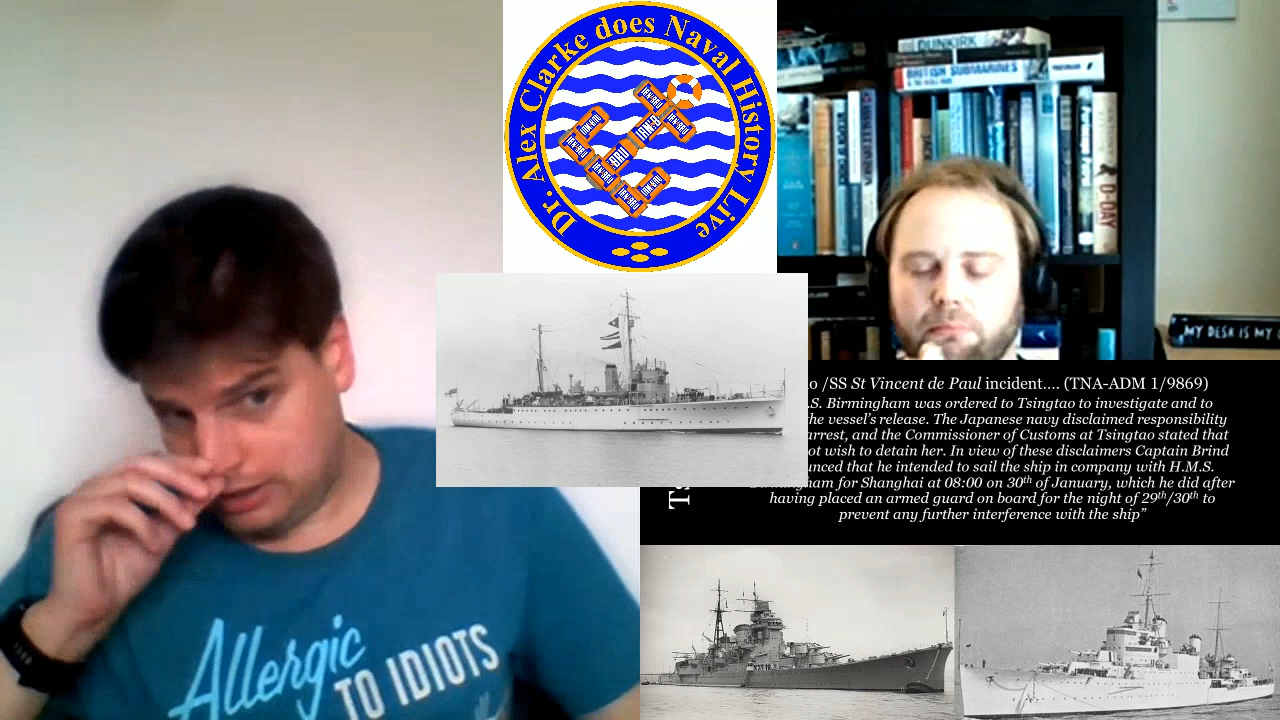 Dr. Alex Clarke does Naval History Live
DUNKIRK
BRITISH SUBMARINES
D-DAY
MY DESK IS MY
o /SS St Vincent de Paul incident…. (TNA-ADM 1/9869)
.S. Birmingham was ordered to Tsingtao to investigate and to
he vessel's release. The Japanese navy disclaimed responsibility
arrest, and the Commissioner of Customs at Tsingtao stated that
ot wish to detain her. In view of these disclaimers Captain Brind
unced that he intended to sail the ship in company with H.M.S.
ham for Shanghai at 08:00 on 30th of January, which he did after
having placed an armed guard on board for the night of 29th/30th to
prevent any further interference with the ship”
Ts
Allergic
TO IDIOTS